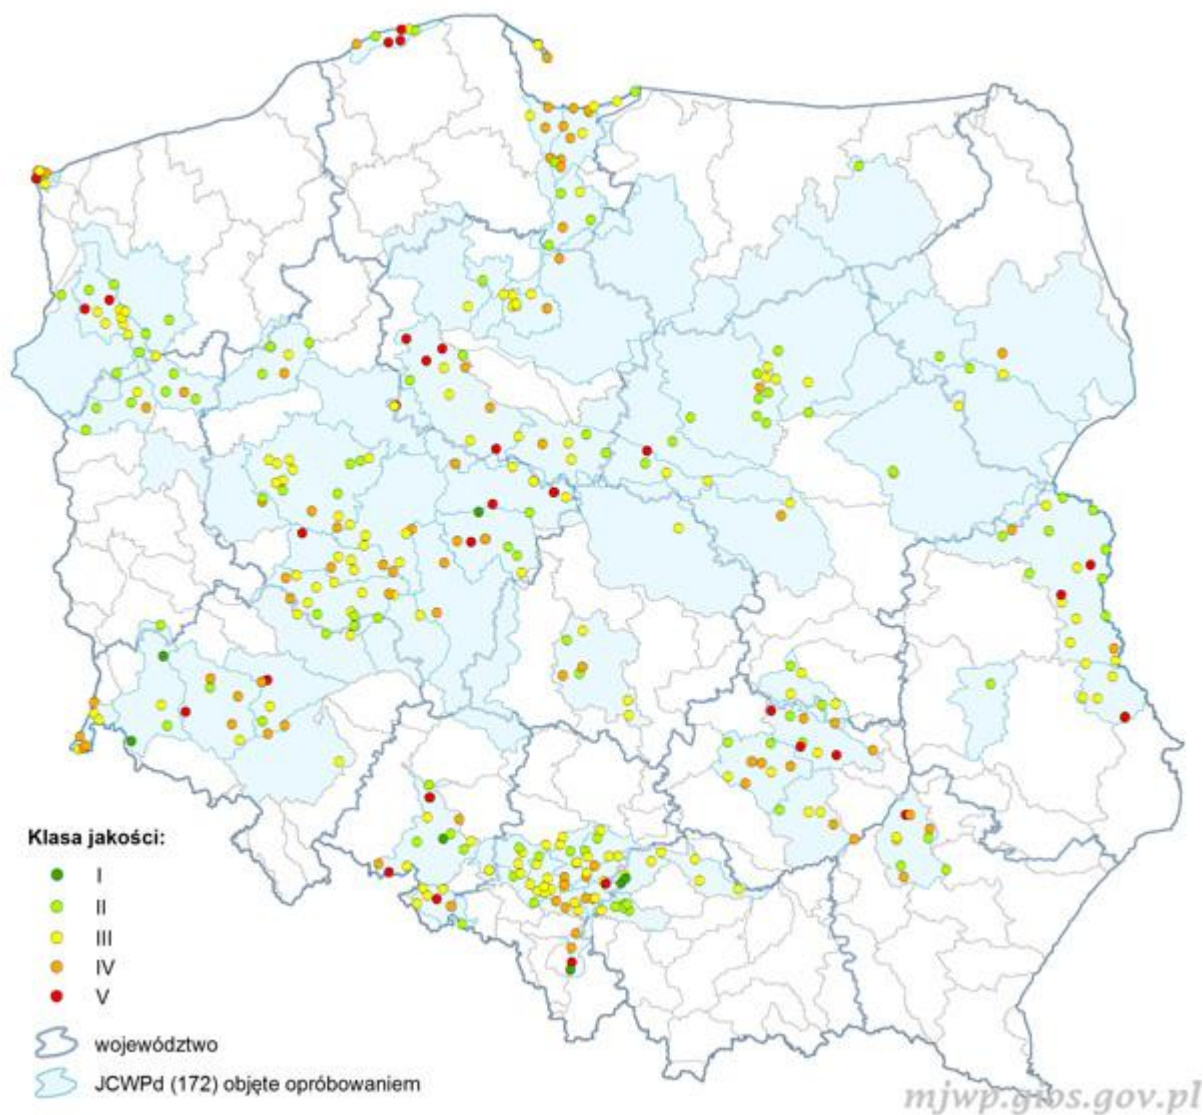 Klasa jakości:
I
II
III
IV
V
województwo
JCWPd (172) objęte opróbowaniem
mjwp.gios.gov.pl